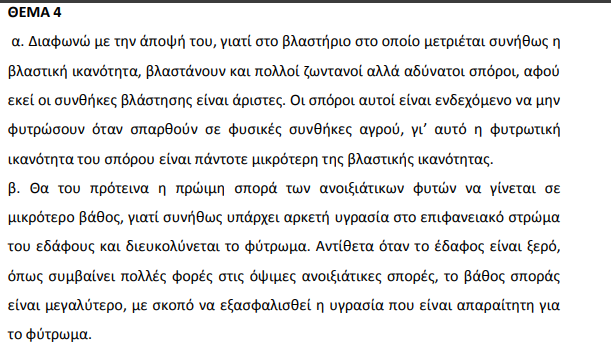 ΘΕΜΑ 4
α. Διαφωνώ με την άποψή του, γιατί στο βλαστήριο στο οποίο μετριέται συνήθως η
βλαστική ικανότητα, βλαστάνουν και πολλοί ζωντανοί αλλά αδύνατοι σπόροι, αφού
εκεί οι συνθήκες βλάστησης είναι άριστες. Οι σπόροι αυτοί είναι ενδεχόμενο να μην
φυτρώσουν όταν σπαρθούν σε φυσικές συνθήκες αγρού, γι’ αυτό η φυτρωτική
ικανότητα του σπόρου είναι πάντοτε μικρότερη της βλαστικής ικανότητας.
β. Θα του πρότεινα η πρώιμη σπορά των ανοιξιάτικων φυτών να γίνεται σε
μικρότερο βάθος, γιατί συνήθως υπάρχει αρκετή υγρασία στο επιφανειακό στρώμα
του εδάφους και διευκολύνεται το φύτρωμα. Αντίθετα όταν το έδαφος είναι ξερό,
όπως συμβαίνει πολλές φορές στις όψιμες ανοιξιάτικες σπορές, το βάθος σποράς
είναι μεγαλύτερο, με σκοπό να εξασφαλισθεί η υγρασία που είναι απαραίτητη για
το φύτρωμα.